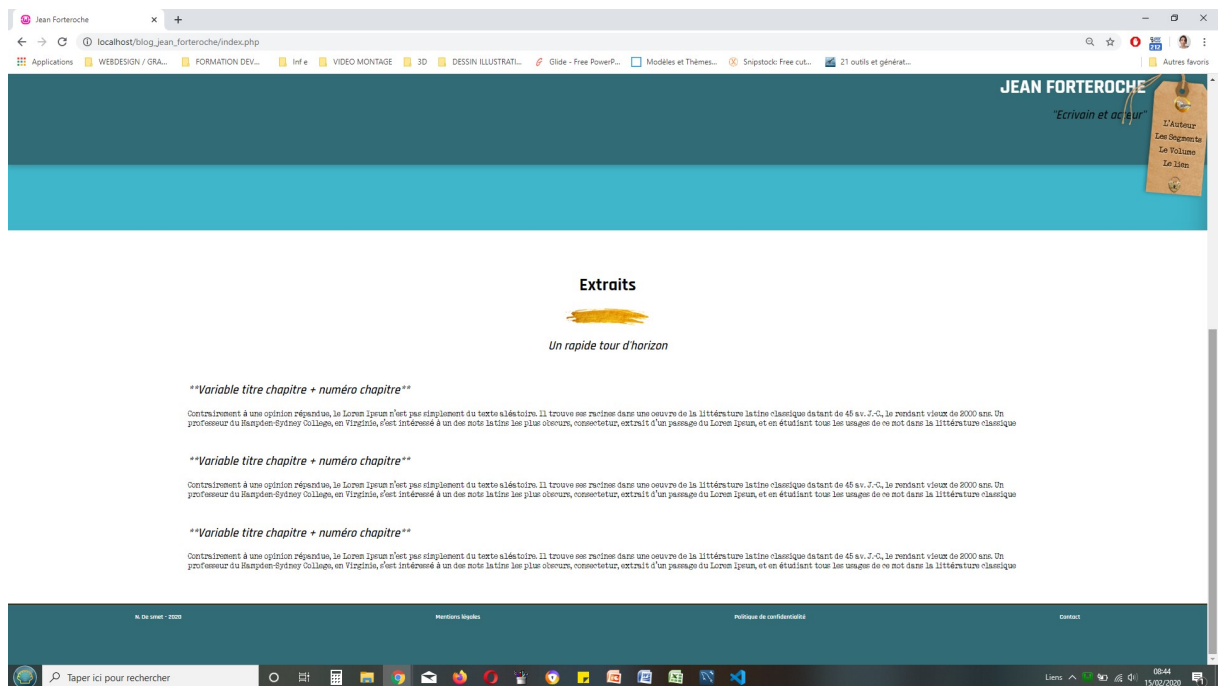 Jean Forteroche
localhost/blog_jean_forteroche/index.php
212
Applications WEBDESIGN / GRA... FORMATION DEV... Inf e VIDEO MONTAGE 3D DESSIN ILLUSTRATI... Glide - Free PowerP... Modèles et Thèmes... Snipstock: Free cut... 21 outils et générat... Autres favoris
JEAN FORTEROCHE
"Ecrivain et acteur"
L'Auteur
Les Segments
Le Volume
Le lien
Extraits
Un rapide tour d'horizon
**Variable titre chapitre + numéro chapitre**
Contrairement à une opinion répandue, le Lorem Ipsum n'est pas simplement du texte aléatoire. Il trouve ses racines dans une oeuvre de la littérature latine classique datant de 45 av. J.-C., le rendant vieux de 2000 ans. Un
professeur du Hampden-Sydney College, en Virginie, s'est intéressé à un des mots latins les plus obscurs, consectetur, extrait d'un passage du Lorem Ipsum, et en étudiant tous les usages de ce mot dans la littérature classique
**Variable titre chapitre + numéro chapitre**
Contrairement à une opinion répandue, le Lorem Ipsum n'est pas simplement du texte aléatoire. Il trouve ses racines dans une oeuvre de la littérature latine classique datant de 45 av. J.-C., le rendant vieux de 2000 ans. Un
professeur du Hampden-Sydney College, en Virginie, s'est intéressé à un des mots latins les plus obscurs, consectetur, extrait d'un passage du Lorem Ipsum, et en étudiant tous les usages de ce mot dans la littérature classique
**Variable titre chapitre + numéro chapitre**
Contrairement à une opinion répandue, le Lorem Ipsum n'est pas simplement du texte aléatoire. Il trouve ses racines dans une oeuvre de la littérature latine classique datant de 45 av. J.-C., le rendant vieux de 2000 ans. Un
professeur du Hampden-Sydney College, en Virginie, s'est intéressé à un des mots latins les plus obscurs, consectetur, extrait d'un passage du Lorem Ipsum, et en étudiant tous les usages de ce mot dans la littérature classique
N. De smet - 2020 Mentions légales Politique de confidentialité Contact
Taper ici pour rechercher
Liens
08:44
15/02/2020